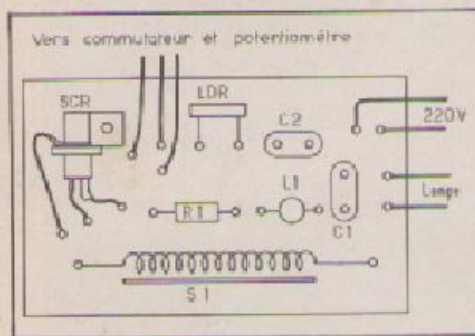 Vers commutateur et potentiomètre
SCR
LDR
C2
220V
R1
L1
C1
Lampe
S1